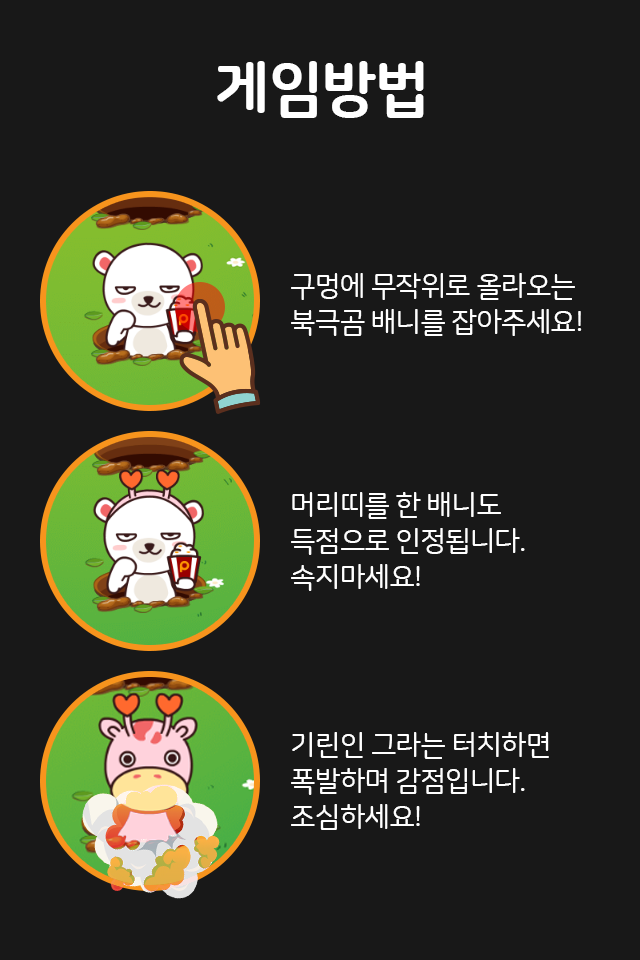 게임방법
구멍에 무작위로 올라오는
북극곰 배니를 잡아주세요!
머리띠를 한 배니도
득점으로 인정됩니다.
속지마세요!
기린인 그라는 터치하면
폭발하며 감점입니다.
조심하세요!